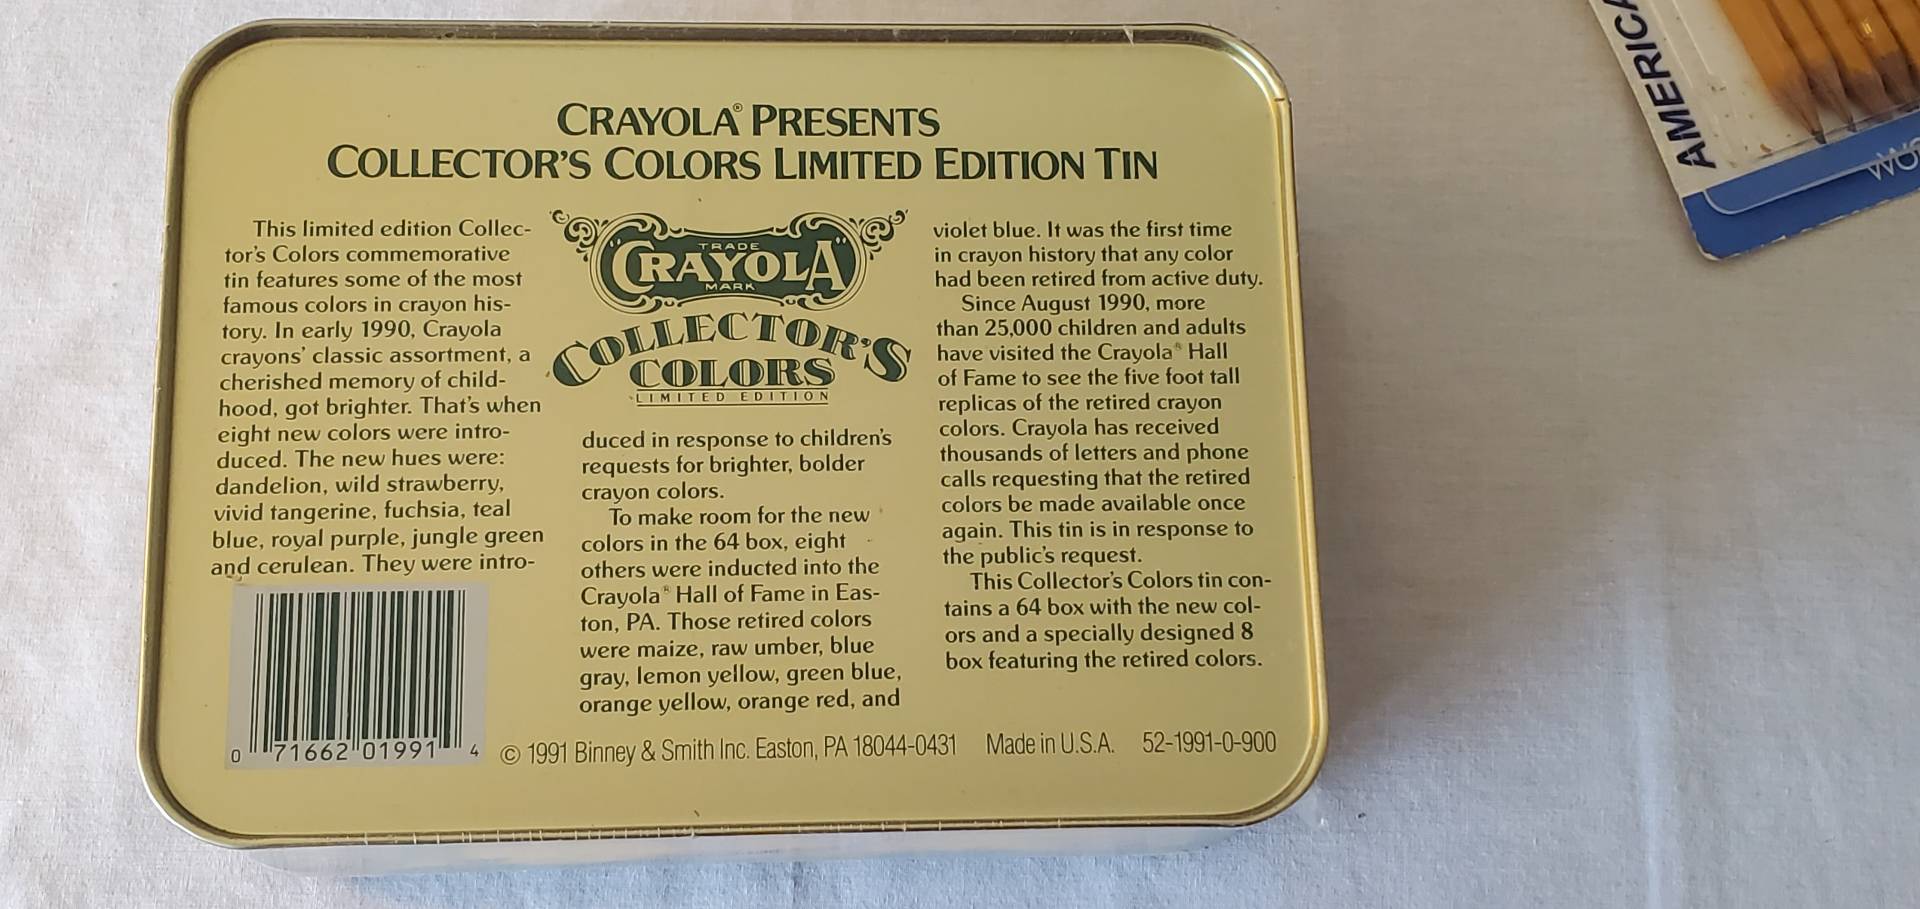 CRAYOLA® PRESENTS
COLLECTOR'S COLORS LIMITED EDITION TIN
This limited edition Collec-
tor's Colors commemorative
tin features some of the most
famous colors in crayon his-
tory. In early 1990, Crayola
crayons' classic assortment, a
cherished memory of child-
hood, got brighter. That's when
eight new colors were intro-
duced. The new hues were:
dandelion, wild strawberry,
vivid tangerine, fuchsia, teal
blue, royal purple, jungle green
and cerulean. They were intro-
TRADE
"CRAYOLA"
MARK
COLLECTOR'S
COLORS
LIMITED EDITION
duced in response to children's
requests for brighter, bolder
crayon colors.
To make room for the new
colors in the 64 box, eight
others were inducted into the
Crayola® Hall of Fame in Eas-
ton, PA. Those retired colors
were maize, raw umber, blue
gray, lemon yellow, green blue,
orange yellow, orange red, and
violet blue. It was the first time
in crayon history that any color
had been retired from active duty.
Since August 1990, more
than 25,000 children and adults
have visited the Crayola® Hall
of Fame to see the five foot tall
replicas of the retired crayon
colors. Crayola has received
thousands of letters and phone
calls requesting that the retired
colors be made available once
again. This tin is in response to
the public's request.
This Collector's Colors tin con-
tains a 64 box with the new col-
ors and a specially designed 8
box featuring the retired colors.
0 71662 01991 4
© 1991 Binney & Smith Inc. Easton, PA 18044-0431 Made in U.S.A. 52-1991-0-900
AMERICA